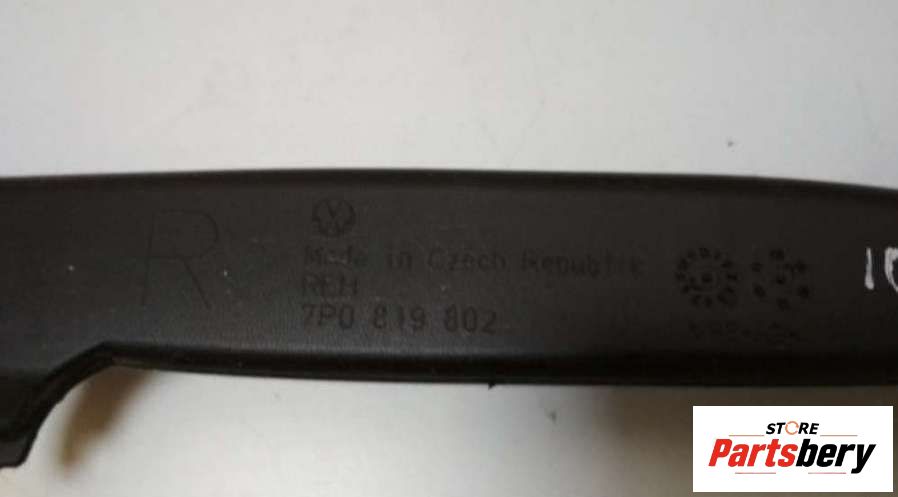 R
Made in Czech Republic
REH
7P0 819 802
STORE
Partsbery